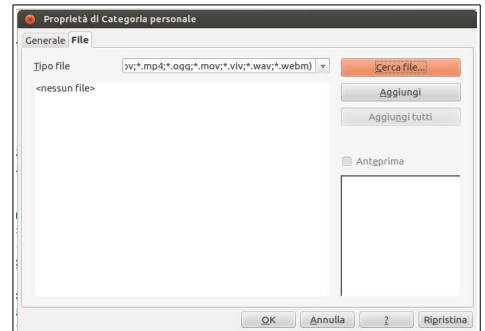 Proprietà di Categoria personale
Generale File
Tipo file
ov;*.mp4;*.ogg;*.mov;*.viv;*.wav;*.webm)
Cerca file...
<nessun file>
Aggiungi
Aggiungi tutti
Anteprima
OK Annulla ? Ripristina